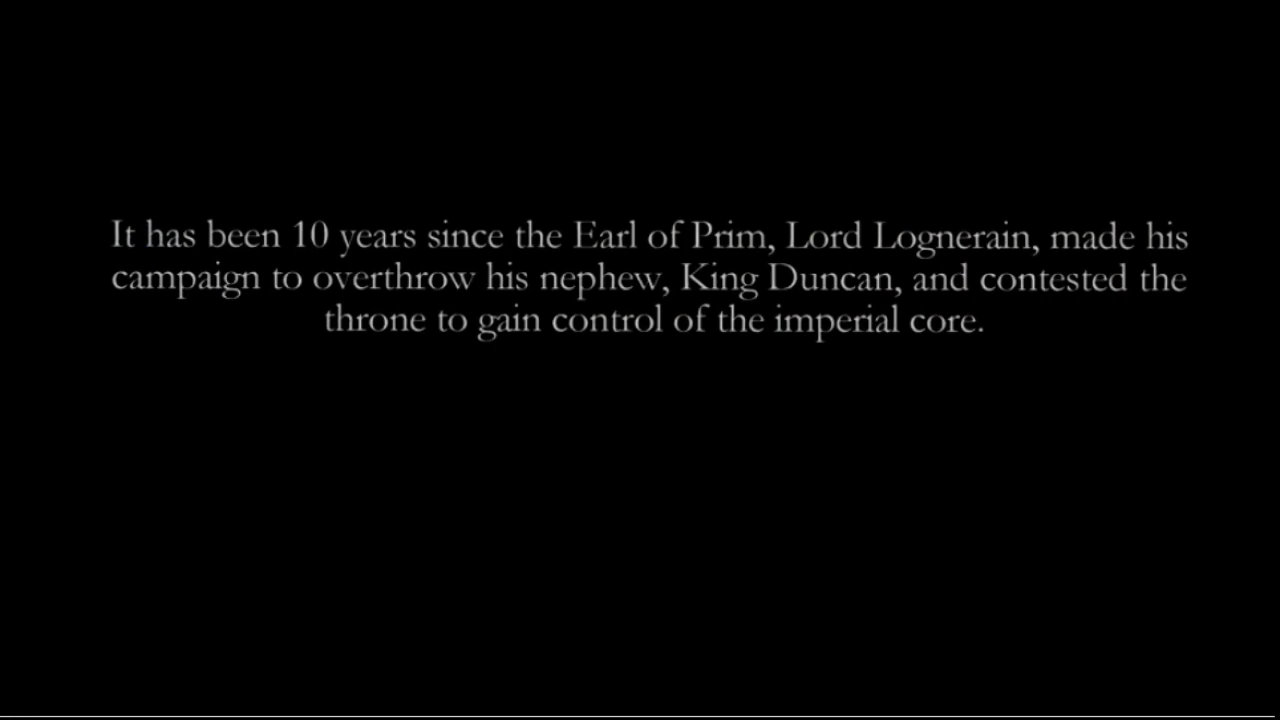 It has been 10 years since the Earl of Prim, Lord Lognerain, made his
campaign to overthrow his nephew, King Duncan, and contested the
throne to gain control of the imperial core.